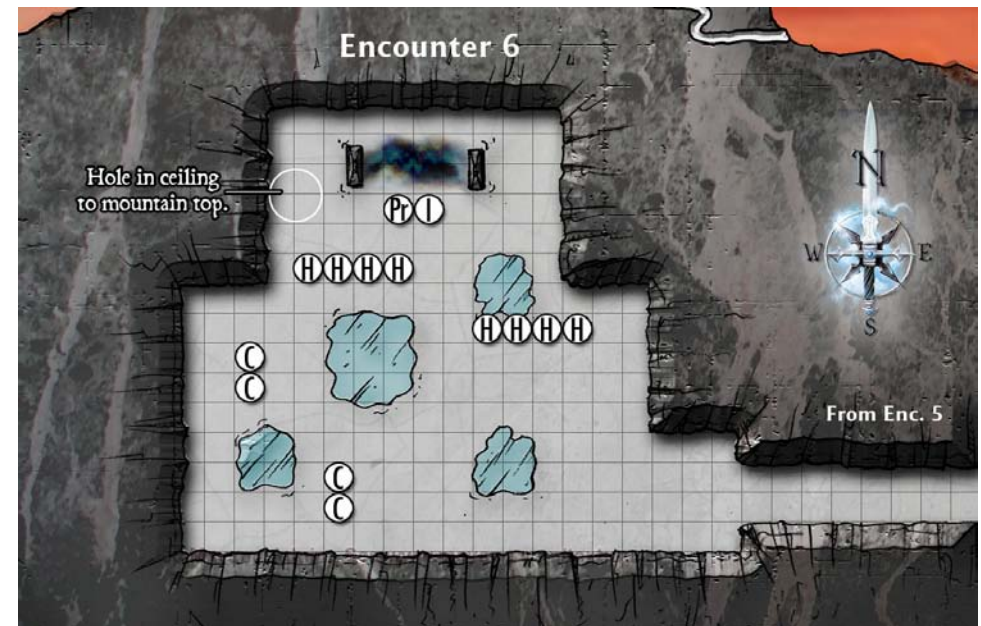 Encounter 6
N
Hole in ceiling
to mountain top.
Pr I
W E
H H H H
S
H H H H
C
C
From Enc. 5
C
C